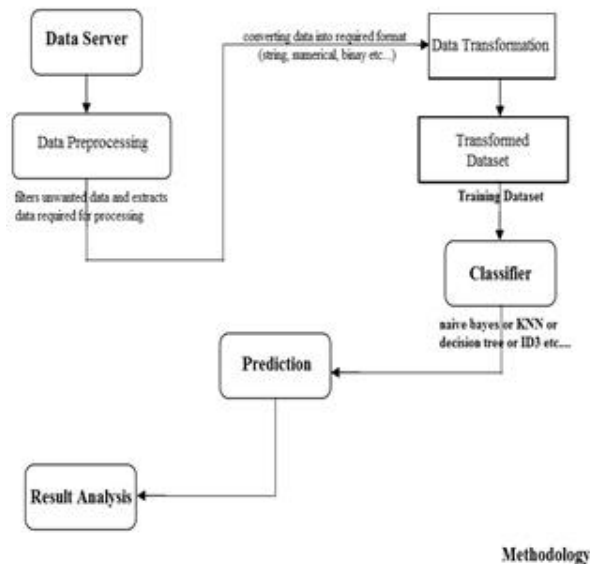 Data Server
Data Preprocessing
filters unwanted data and extracts
data required for processing
converting data into required format
(string, numerical, binay etc...)
Data Transformation
Transformed
Dataset
Training Dataset
Classifier
naive bayes or KNN or
decision tree or ID3 etc....
Prediction
Result Analysis
Methodology